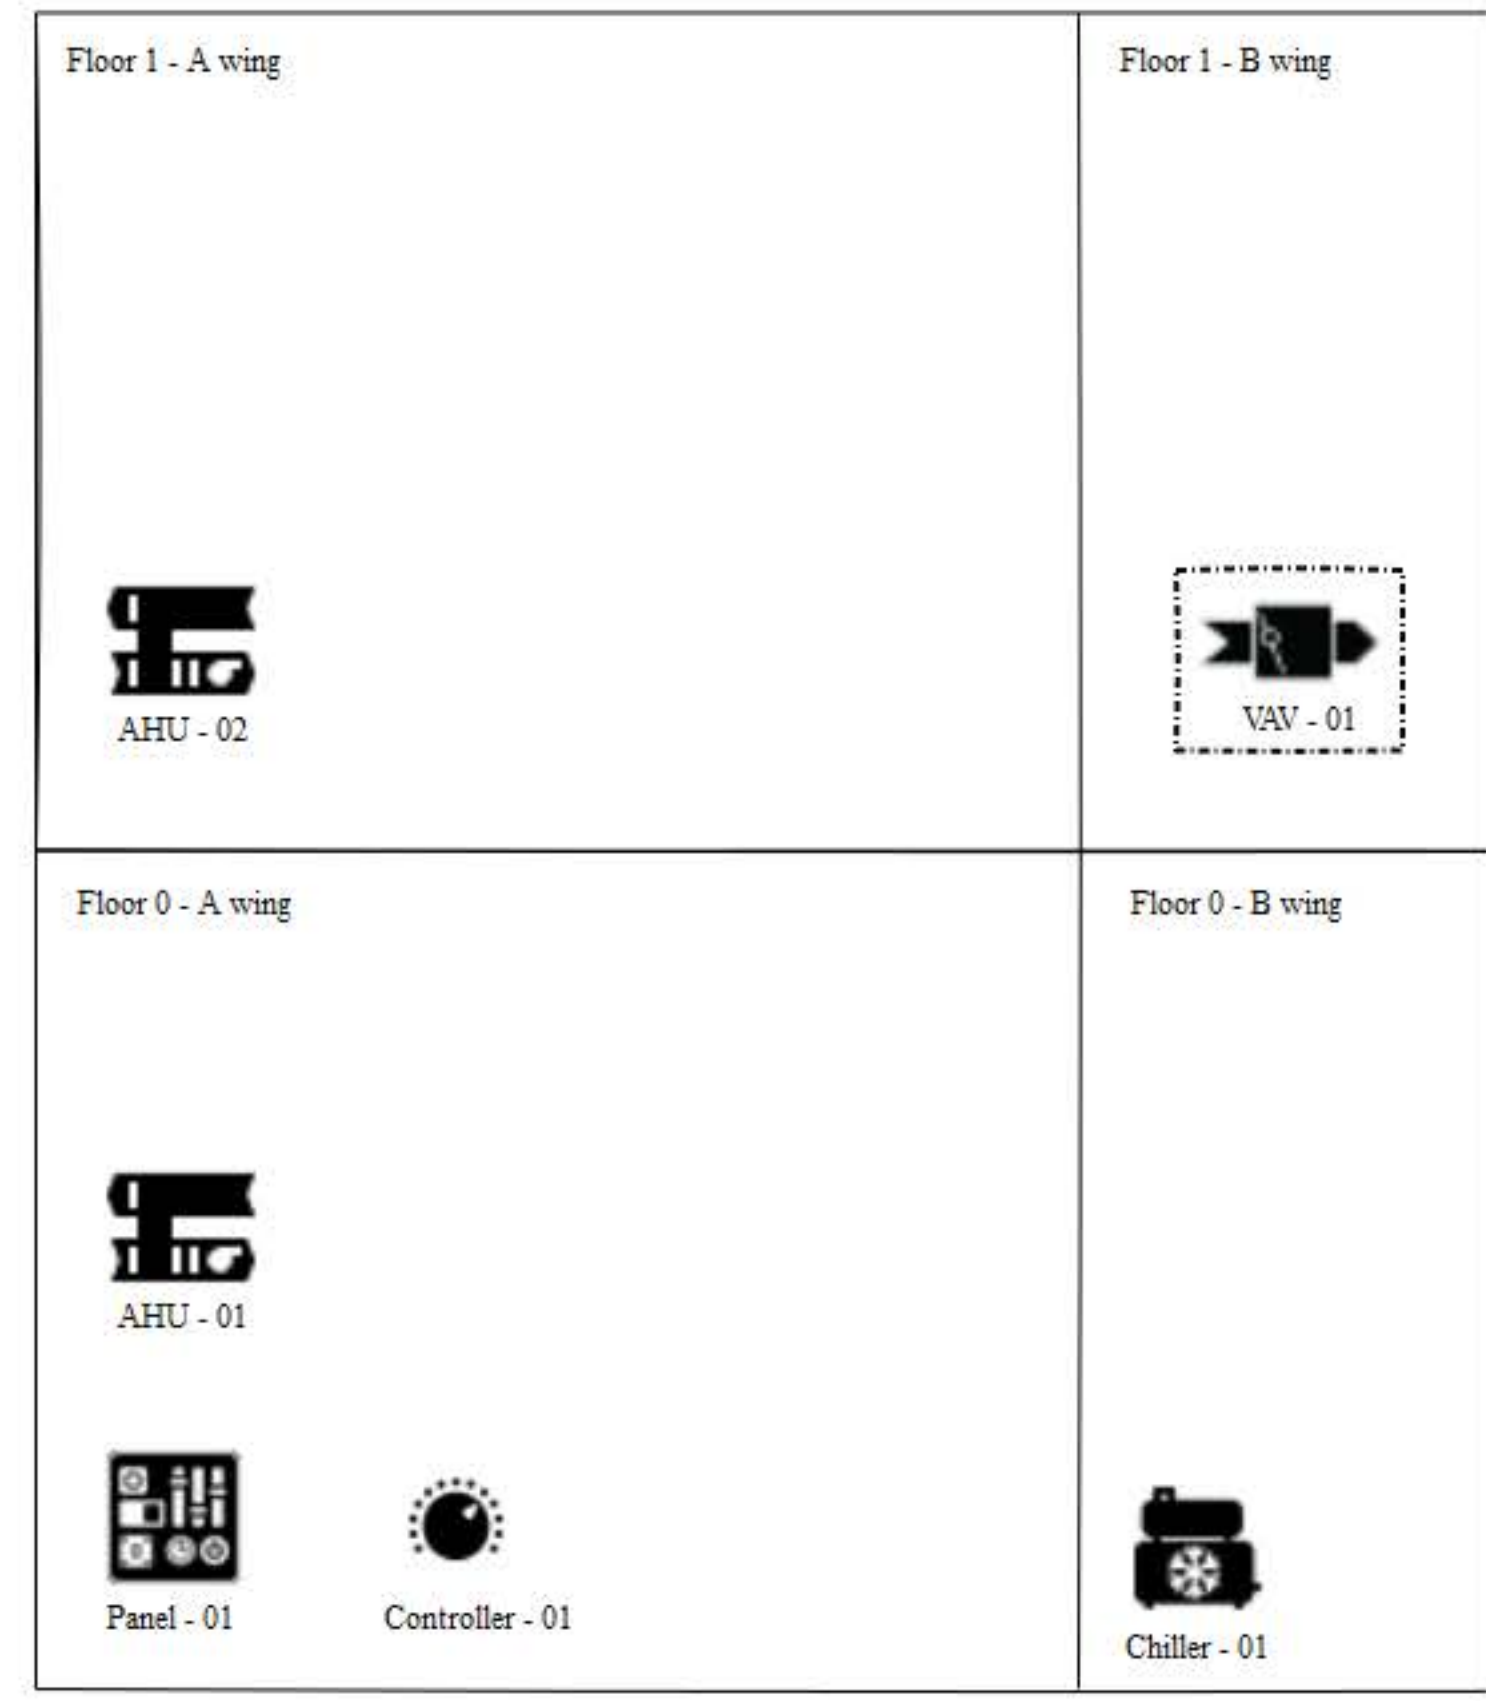 Floor 1 - A wing
Floor 1 - B wing
AHU - 02
VAV - 01
Floor 0 - A wing
Floor 0 - B wing
AHU - 01
Panel - 01
Controller - 01
Chiller - 01